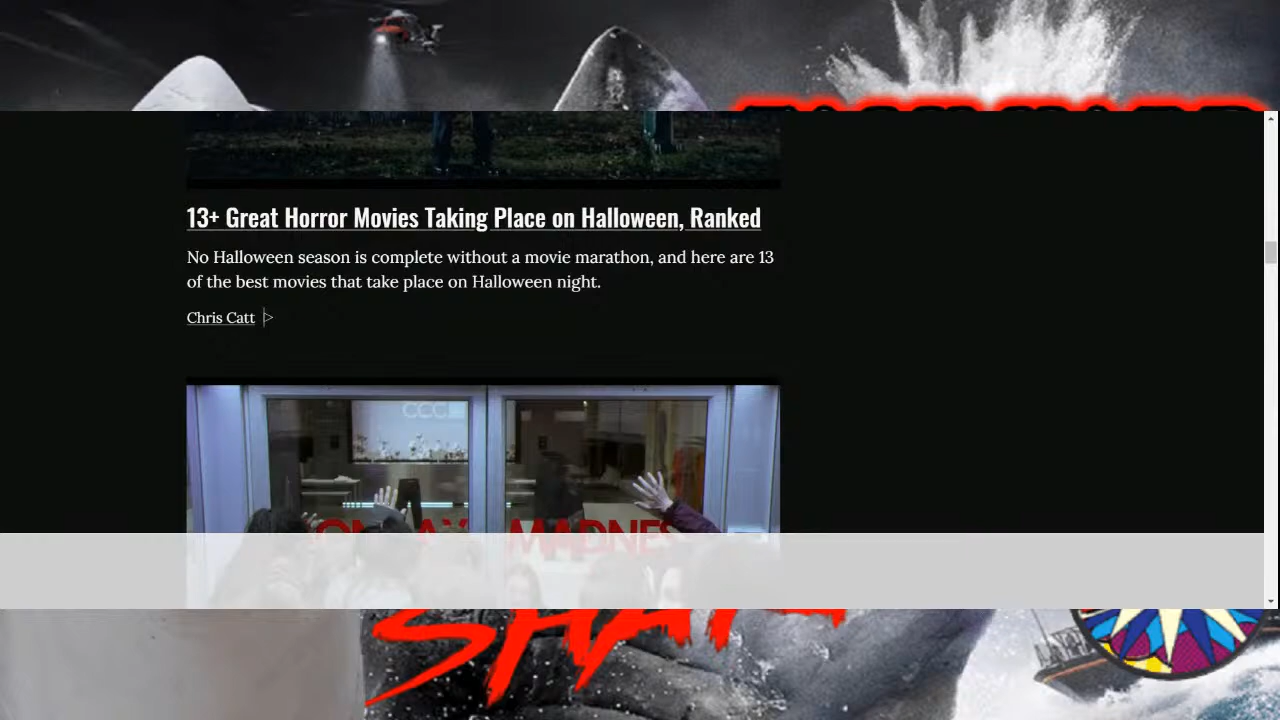 13+ Great Horror Movies Taking Place on Halloween, Ranked
No Halloween season is complete without a movie marathon, and here are 13
of the best movies that take place on Halloween night.
Chris Catt
CCC